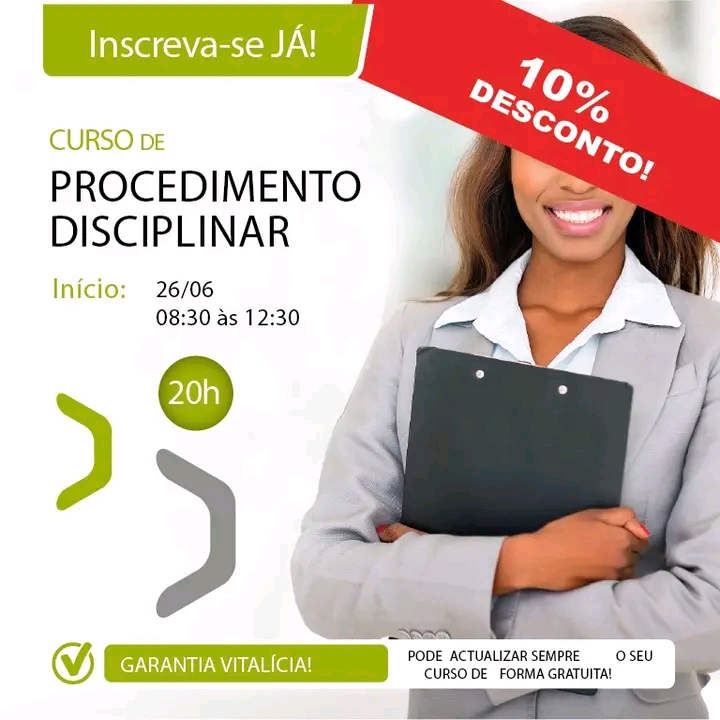 Inscreva-se JÁ!
10%
DESCONTO!
CURSO DE
PROCEDIMENTO
DISCIPLINAR
Início: 26/06
08:30 às 12:30
20h
GARANTIA VITALÍCIA!
PODE ACTUALIZAR SEMPRE O SEU
CURSO DE FORMA GRATUITA!